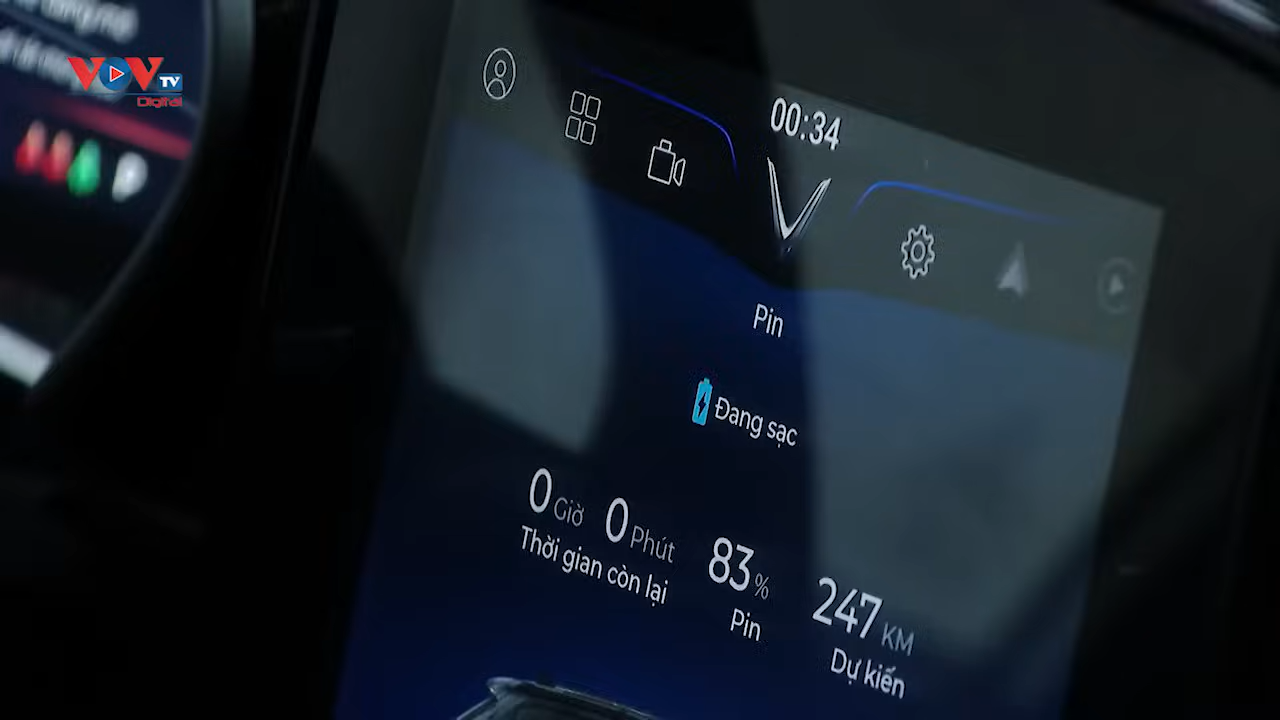 VOV TV
Digital
P
00:34
Pin
Đang sạc
0 Giờ 0 Phút
Thời gian còn lại
83 %
Pin
247 KM
Dự kiến